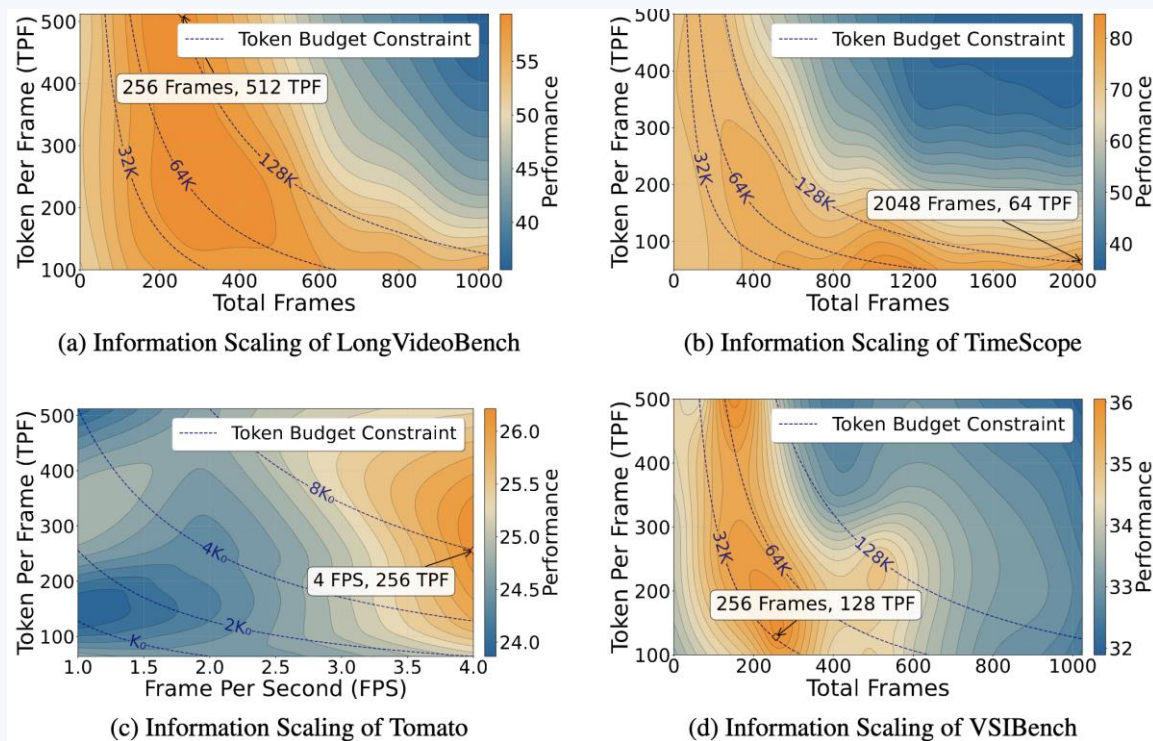 Token Per Frame (TPF)
500
400
300
200
100
Token Budget Constraint
256 Frames, 512 TPF
32K
64K
128K
0
200
400
600
800
1000
Total Frames
55
50
45
40
Performance
(a) Information Scaling of LongVideoBench
Token Per Frame (TPF)
500
400
300
200
100
Token Budget Constraint
32K
64K
128K
2048 Frames, 64 TPF
0
400
800
1200
1600
2000
Total Frames
80
70
60
50
40
Performance
(b) Information Scaling of TimeScope
Token Per Frame (TPF)
500
400
300
200
100
Token Budget Constraint
8K₀
4K₀
4 FPS, 256 TPF
2K₀
K₀
1.0
1.5
2.0
2.5
3.0
3.5
4.0
Frame Per Second (FPS)
26.0
25.5
25.0
24.5
24.0
Performance
(c) Information Scaling of Tomato
Token Per Frame (TPF)
500
400
300
200
100
Token Budget Constraint
32K
64K
128K
256 Frames, 128 TPF
0
200
400
600
800
1000
Total Frames
36
35
34
33
32
Performance
(d) Information Scaling of VSIBench